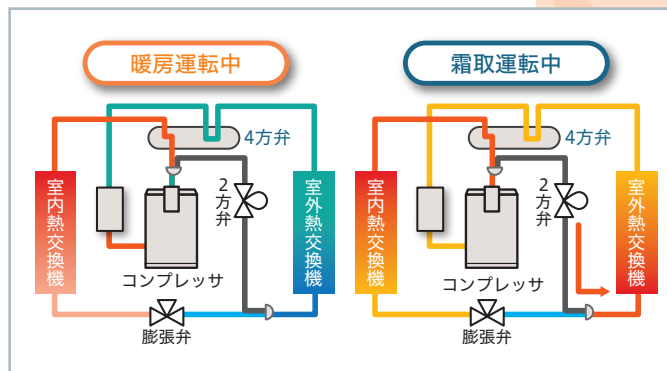 暖房運転中
4方弁
室内熱交換機
2方弁
室外熱交換機
コンプレッサ
膨張弁
霜取運転中
4方弁
室内熱交換機
2方弁
室外熱交換機
コンプレッサ
膨張弁